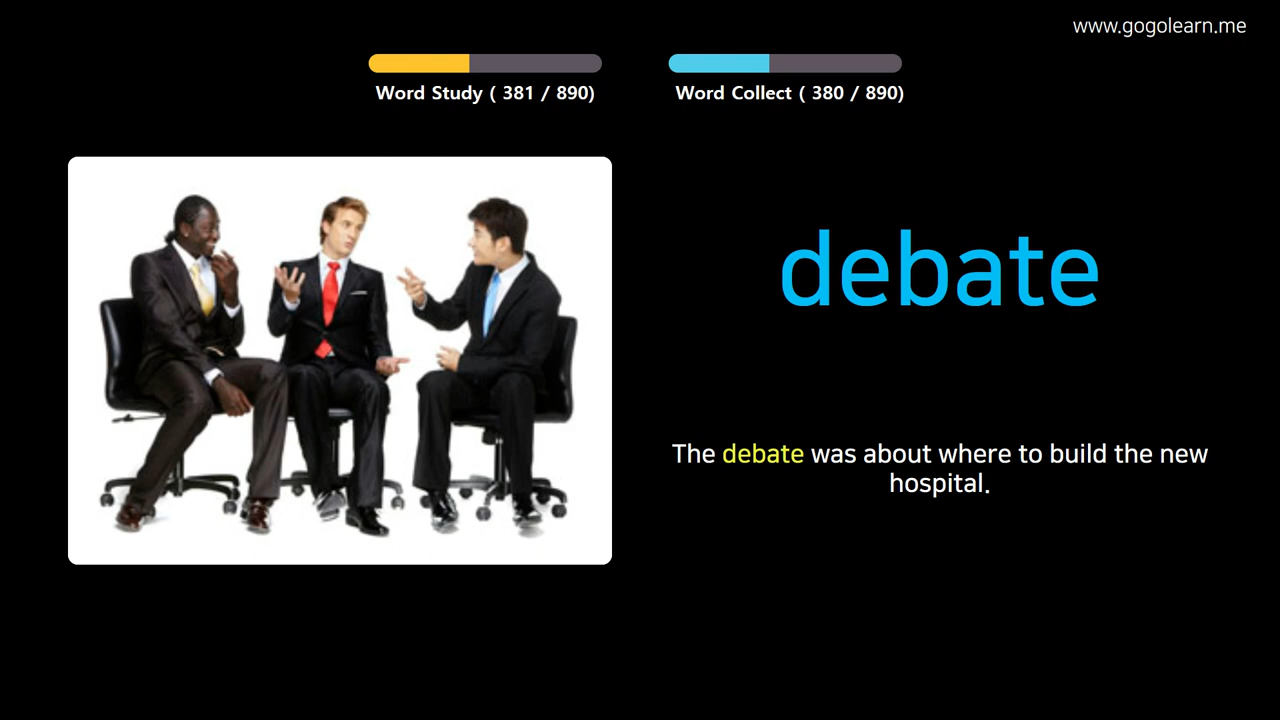 www.gogolearn.me
Word Study ( 381 / 890)
Word Collect ( 380 / 890)
debate
The debate was about where to build the new
hospital.